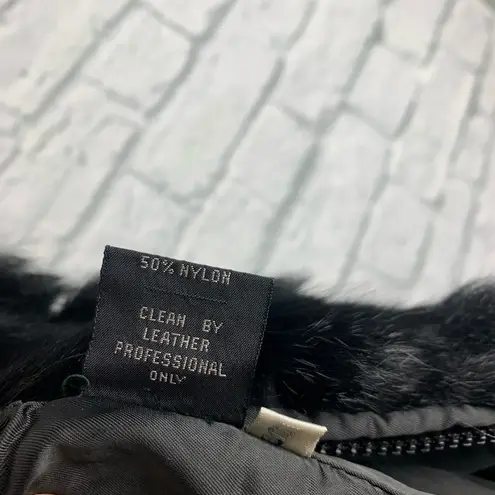 50% NYLON
CLEAN BY
LEATHER
PROFESSIONAL
ONLY